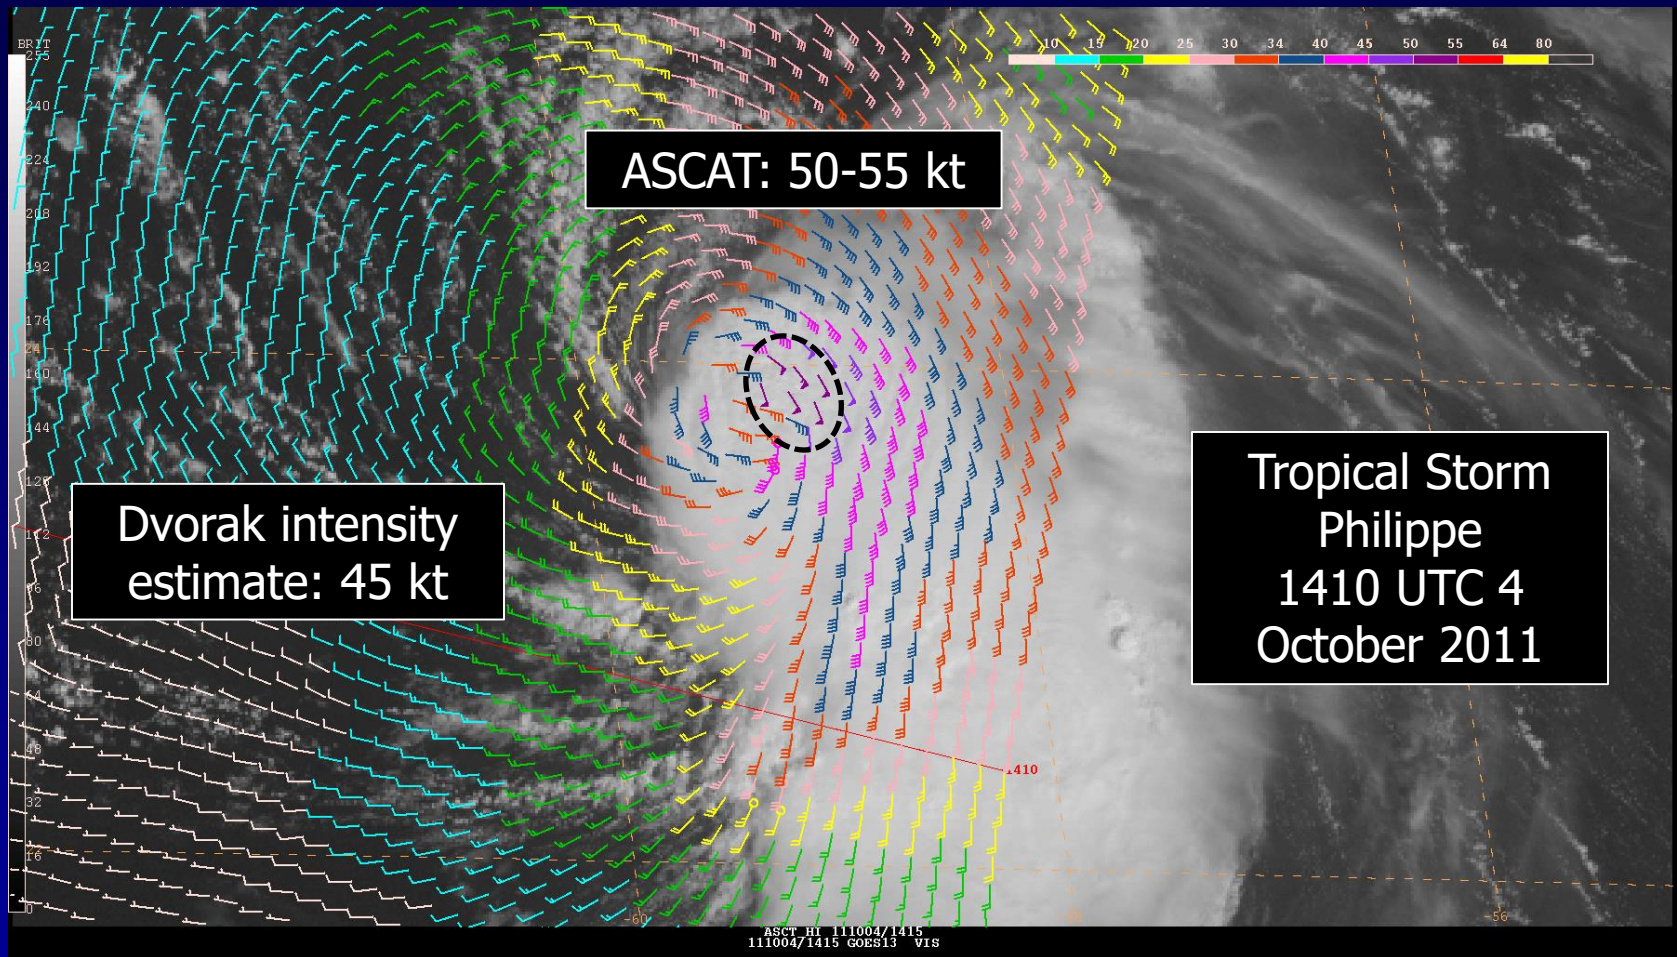 BRIT
10 15 20 25 30 34 40 45 50 55 64 80
255
240
224
208
192
176
24
160
144
128
112
96
80
64
48
32
16
0
ASCAT: 50-55 kt
Dvorak intensity
estimate: 45 kt
Tropical Storm
Philippe
1410 UTC 4
October 2011
1410
-60
-56
ASCT HI 111004/1415
111004/1415 GOES13 VIS